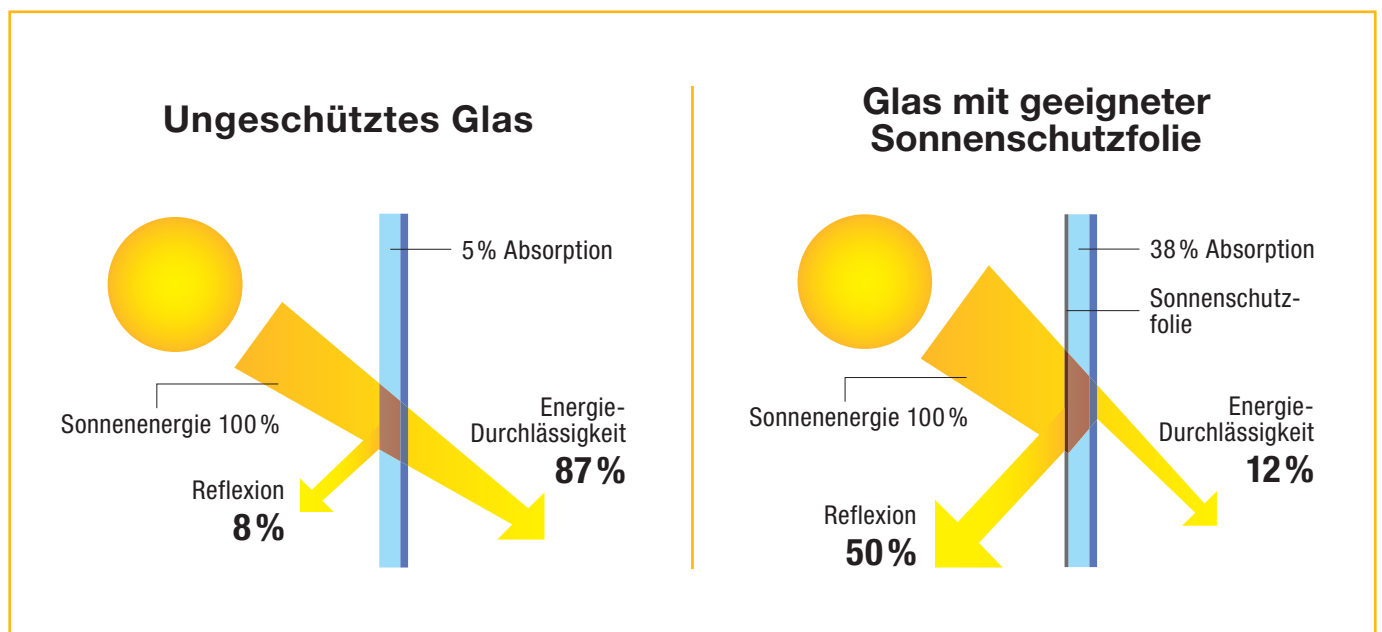 Ungeschütztes Glas
5 % Absorption
Sonnenenergie 100 %
Energie-
Durchlässigkeit
87 %
Reflexion
8 %
Glas mit geeigneter
Sonnenschutzfolie
38 % Absorption
Sonnenschutz-
folie
Sonnenenergie 100 %
Energie-
Durchlässigkeit
12 %
Reflexion
50 %